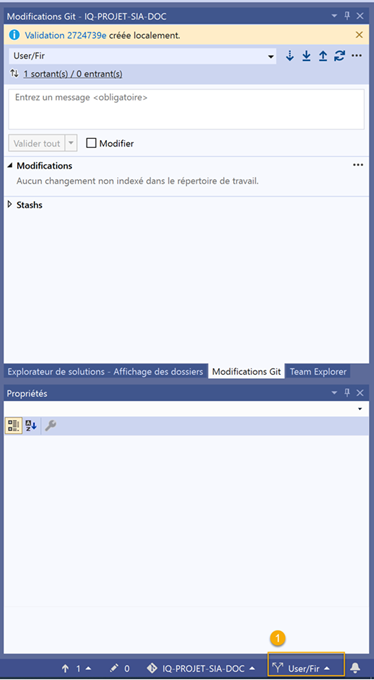 Modifications Git - IQ-PROJET-SIA-DOC
Validation 2724739e créée localement.
User/Fir
1 sortant(s) / 0 entrant(s)
Entrez un message <obligatoire>
Valider tout Modifier
Modifications
Aucun changement non indexé dans le répertoire de travail.
Stashs
Explorateur de solutions - Affichage des dossiers Modifications Git Team Explorer
Propriétés
1
1 0 IQ-PROJET-SIA-DOC User/Fir